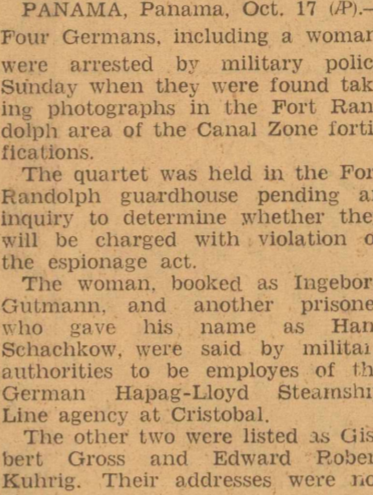 PANAMA, Panama, Oct. 17 (AP).—
Four Germans, including a woman
were arrested by military polic
Sunday when they were found tak
ing photographs in the Fort Ran
dolph area of the Canal Zone forti
fications.
The quartet was held in the For
Randolph guardhouse pending a
inquiry to determine whether the
will be charged with violation o
the espionage act.
The woman, booked as Ingebor
Gutmann, and another prisone
who gave his name as Han
Schachkow, were said by militar
authorities to be employes of th
German Hapag-Lloyd Steamshi
Line agency at Cristobal.
The other two were listed as Gis
bert Gross and Edward Rober
Kuhrig. Their addresses were no